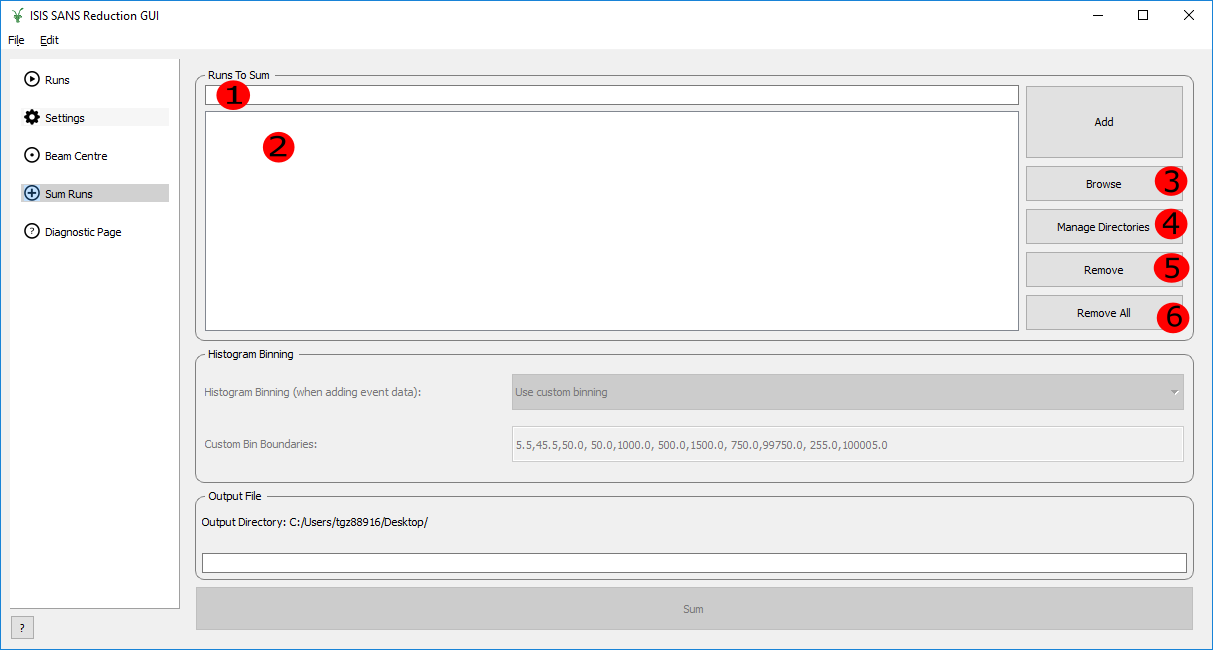 ISIS SANS Reduction GUI
File Edit
Runs
Settings
Beam Centre
Sum Runs
? Diagnostic Page
?
Runs To Sum
1
2
Add
Browse 3
Manage Directories 4
Remove 5
Remove All 6
Histogram Binning
Histogram Binning (when adding event data): Use custom binning
Custom Bin Boundaries: 5.5,45.5,50.0, 50.0,1000.0, 500.0,1500.0, 750.0,99750.0, 255.0,100005.0
Output File
Output Directory: C:/Users/tgz88916/Desktop/
Sum